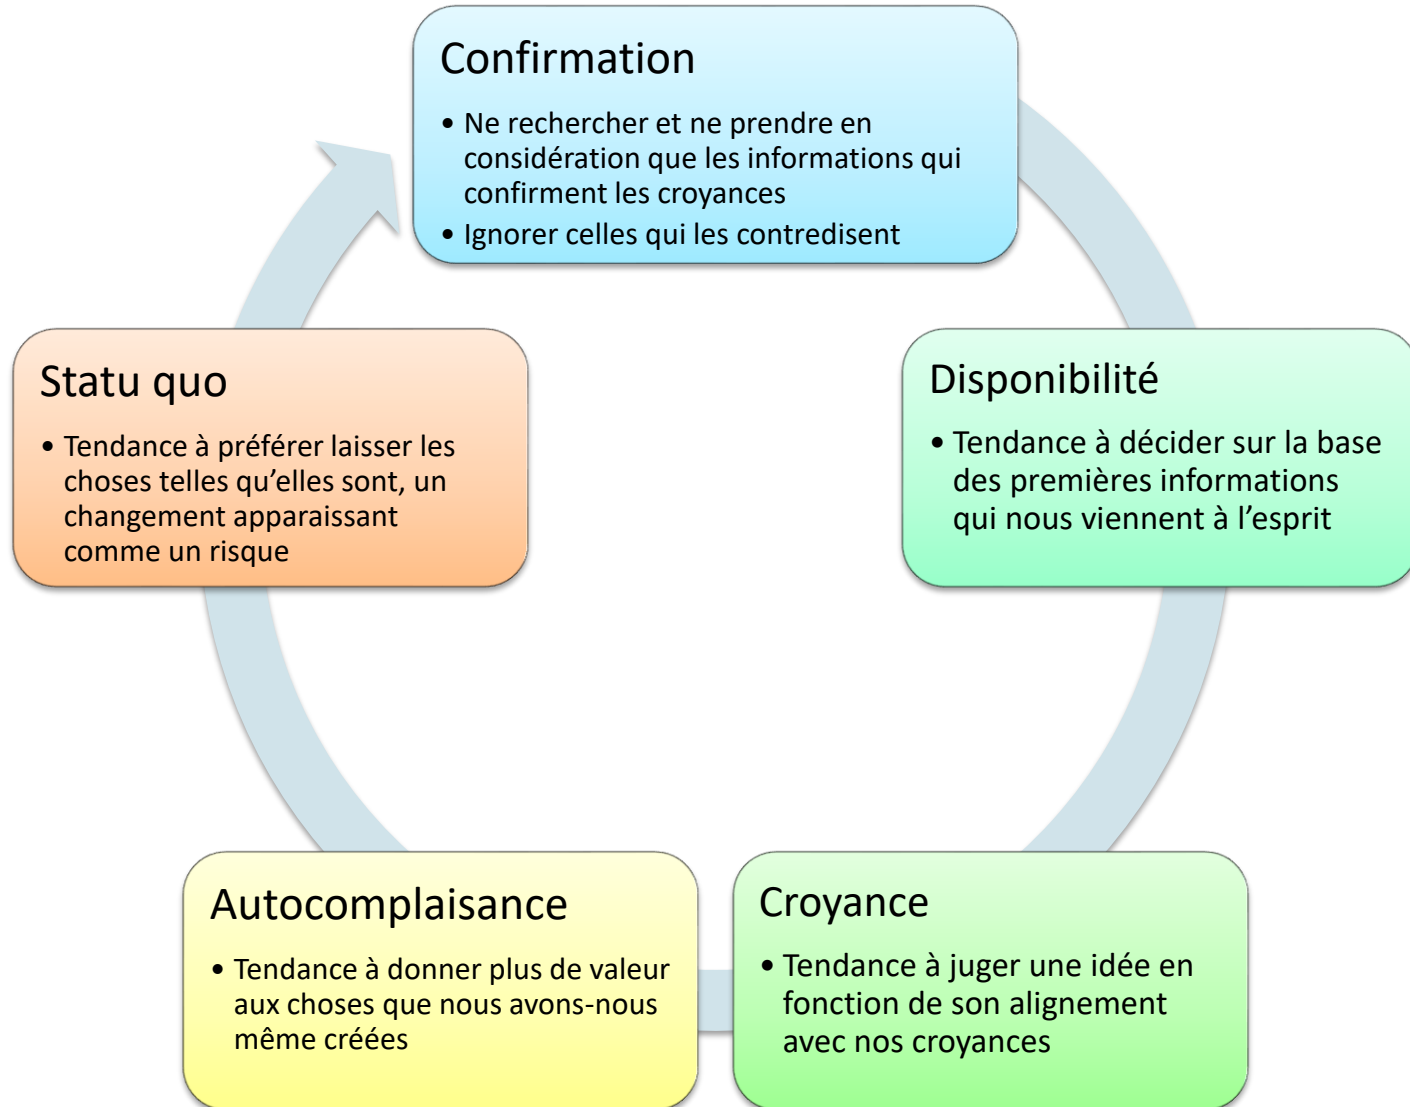 Confirmation
• Ne rechercher et ne prendre en
considération que les informations qui
confirment les croyances
• Ignorer celles qui les contredisent
Disponibilité
• Tendance à décider sur la base
des premières informations
qui nous viennent à l’esprit
Croyance
• Tendance à juger une idée en
fonction de son alignement
avec nos croyances
Autocomplaisance
• Tendance à donner plus de valeur
aux choses que nous avons-nous
même créées
Statu quo
• Tendance à préférer laisser les
choses telles qu’elles sont, un
changement apparaissant
comme un risque